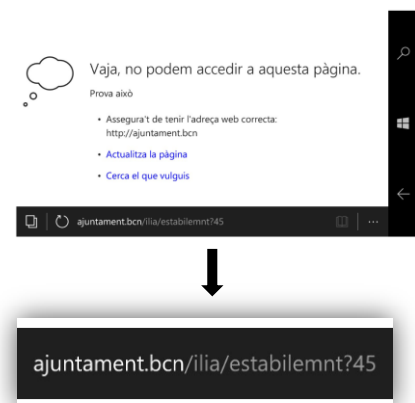 Vaja, no podem accedir a aquesta pàgina.
Prova això
• Assegura't de tenir l'adreça web correcta:
http://ajuntament.bcn
• Actualitza la pàgina
• Cerca el que vulguis
ajuntament.bcn/ilia/estabilemnt?45
ajuntament.bcn/ilia/estabilemnt?45